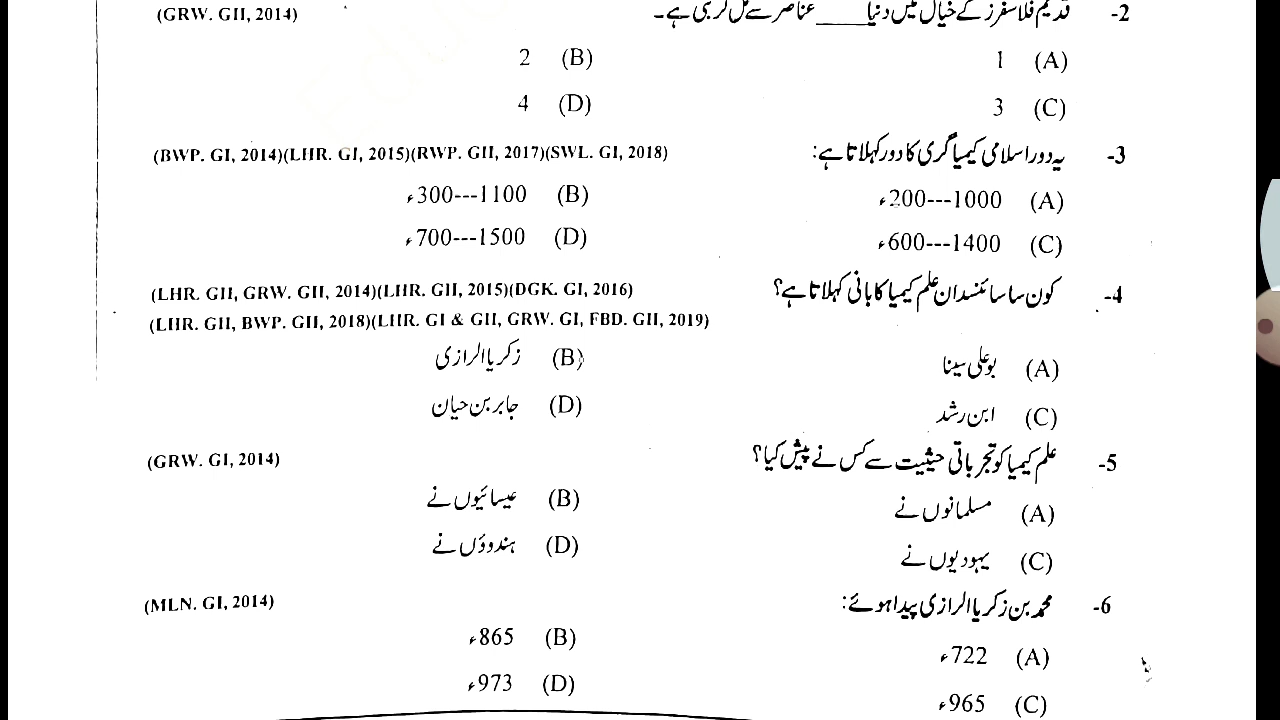 2- قدیم فلاسفرز کے خیال میں دنیا ____ عناصر سے مل کر بنی ہے۔ (GRW. GII, 2014)
(A) 1 (B) 2
(C) 3 (D) 4
3- یہ دور اسلامی کیمیا گری کا دور کہلاتا ہے: (BWP. GI, 2014)(LHR. GI, 2015)(RWP. GII, 2017)(SWL. GI, 2018)
(A) 200---1000ء (B) 300---1100ء
(C) 600---1400ء (D) 700---1500ء
4- کون سا سائنسدان علم کیمیا کا بانی کہلاتا ہے؟ (LHR. GII, GRW. GII, 2014)(LHR. GII, 2015)(DGK. GI, 2016)
(LHR. GII, BWP. GII, 2018)(LHR. GI & GII, GRW. GI, FBD. GII, 2019)
(A) بوعلی سینا (B) زکریا الرازی
(C) ابن رشد (D) جابر بن حیان
5- علم کیمیا کو تجرباتی حیثیت سے کس نے پیش کیا؟ (GRW. GI, 2014)
(A) مسلمانوں نے (B) عیسائیوں نے
(C) یہودیوں نے (D) ہندوؤں نے
6- محمد بن زکریا الرازی پیدا ہوئے: (MLN. GI, 2014)
(A) 722ء (B) 865ء
(C) 965ء (D) 973ء